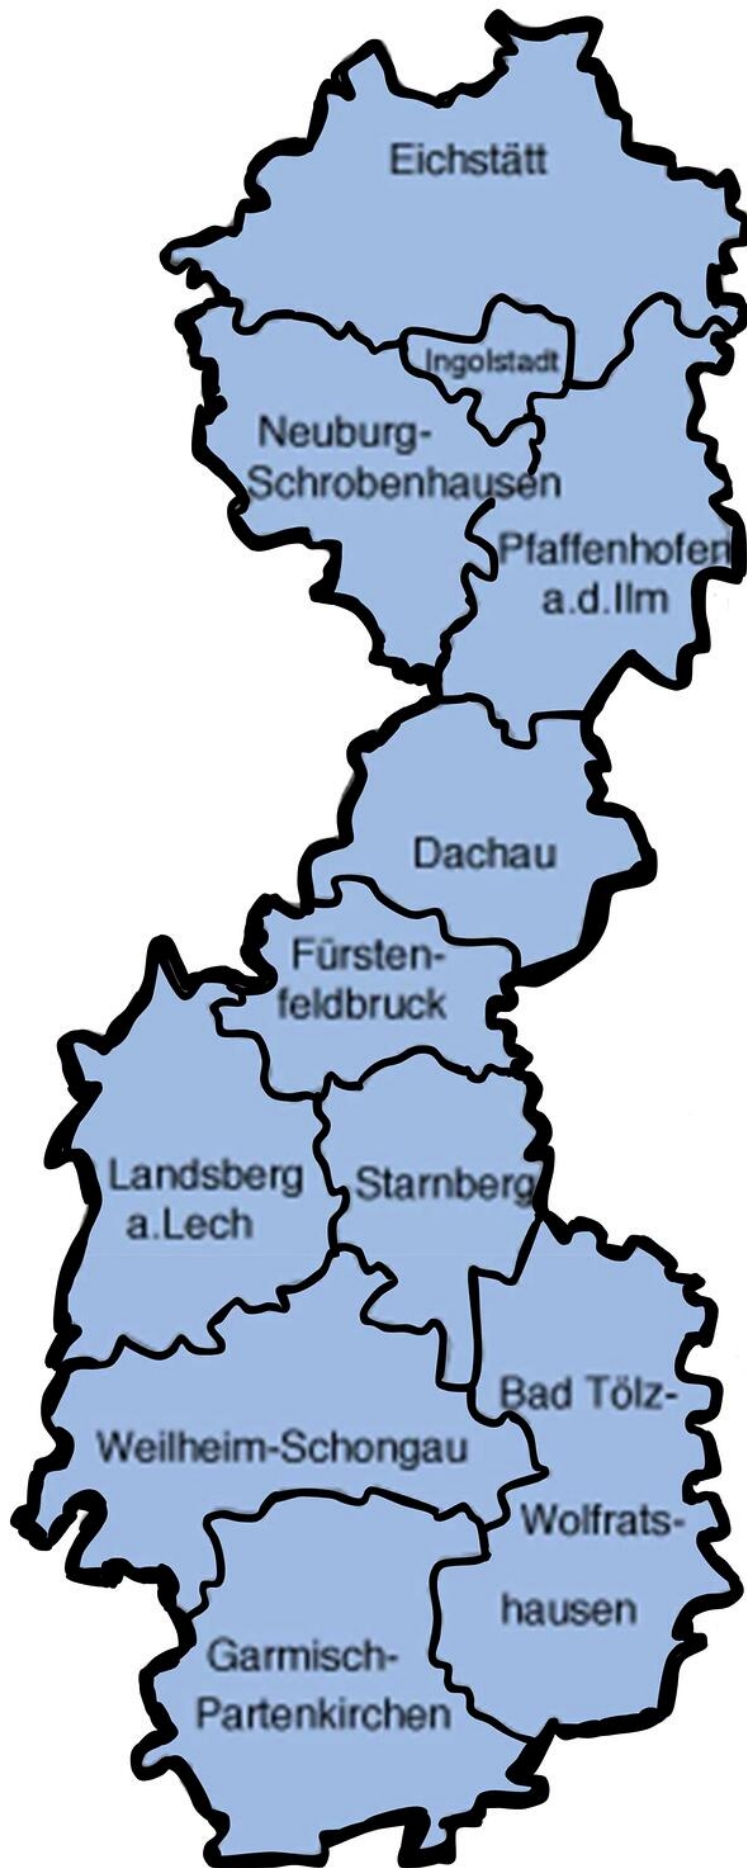 Eichstätt
Ingolstadt
Neuburg-
Schrobenhausen
Pfaffenhofen
a.d.Ilm
Dachau
Fürsten-
feldbruck
Landsberg
a.Lech
Starnberg
Bad Tölz-
Wolfrats-
hausen
Weilheim-Schongau
Garmisch-
Partenkirchen